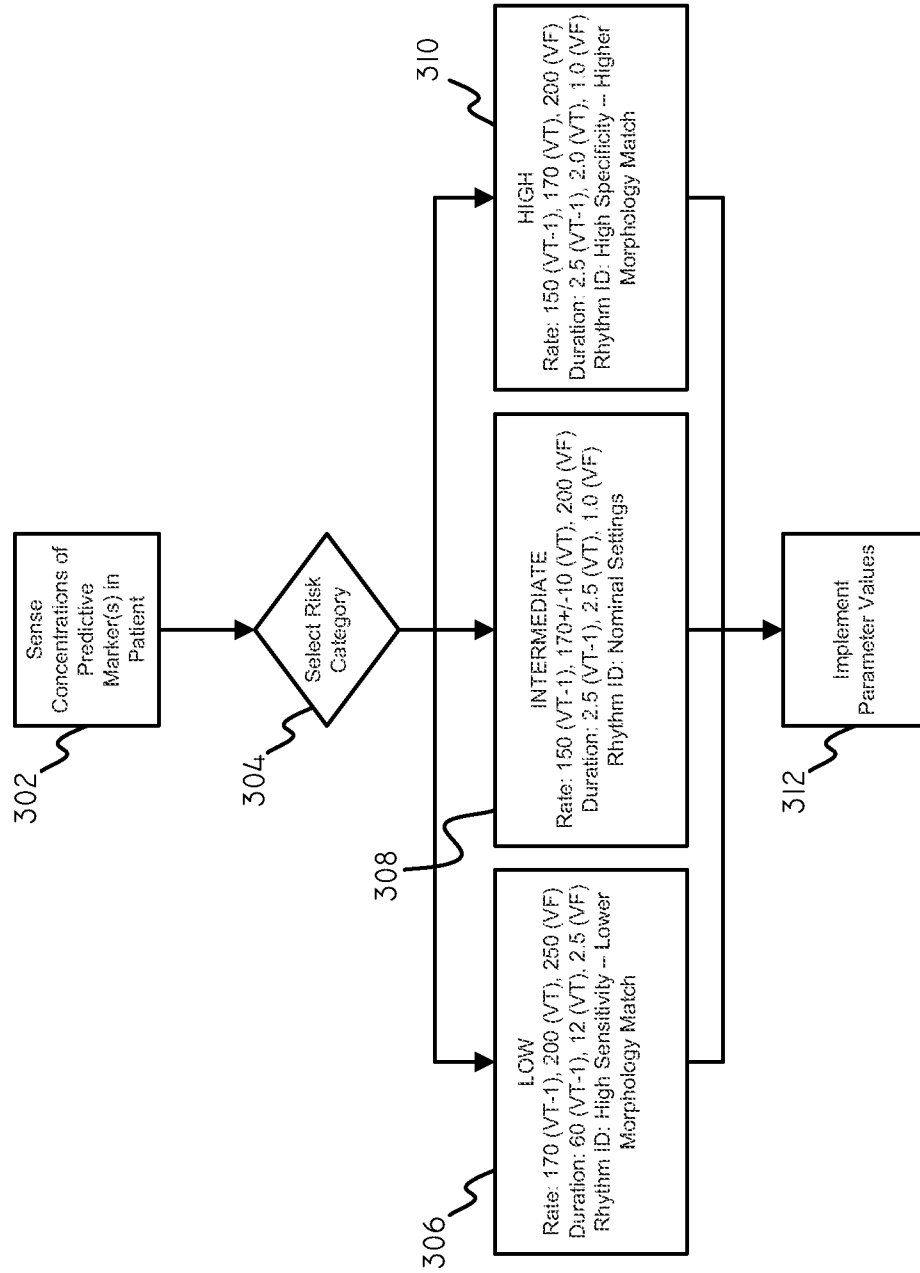 302
Sense
Concentrations of
Predictive
Marker(s) in
Patient
304
Select Risk
Category
306
LOW
Rate: 170 (VT-1), 200 (VT), 250 (VF)
Duration: 60 (VT-1), 12 (VT), 2.5 (VF)
Rhythm ID: High Sensitivity -- Lower
Morphology Match
308
INTERMEDIATE
Rate: 150 (VT-1), 170+/-10 (VT), 200 (VF)
Duration: 2.5 (VT-1), 2.5 (VT), 1.0 (VF)
Rhythm ID: Nominal Settings
310
HIGH
Rate: 150 (VT-1), 170 (VT), 200 (VF)
Duration: 2.5 (VT-1), 2.0 (VT), 1.0 (VF)
Rhythm ID: High Specificity -- Higher
Morphology Match
312
Implement
Parameter Values